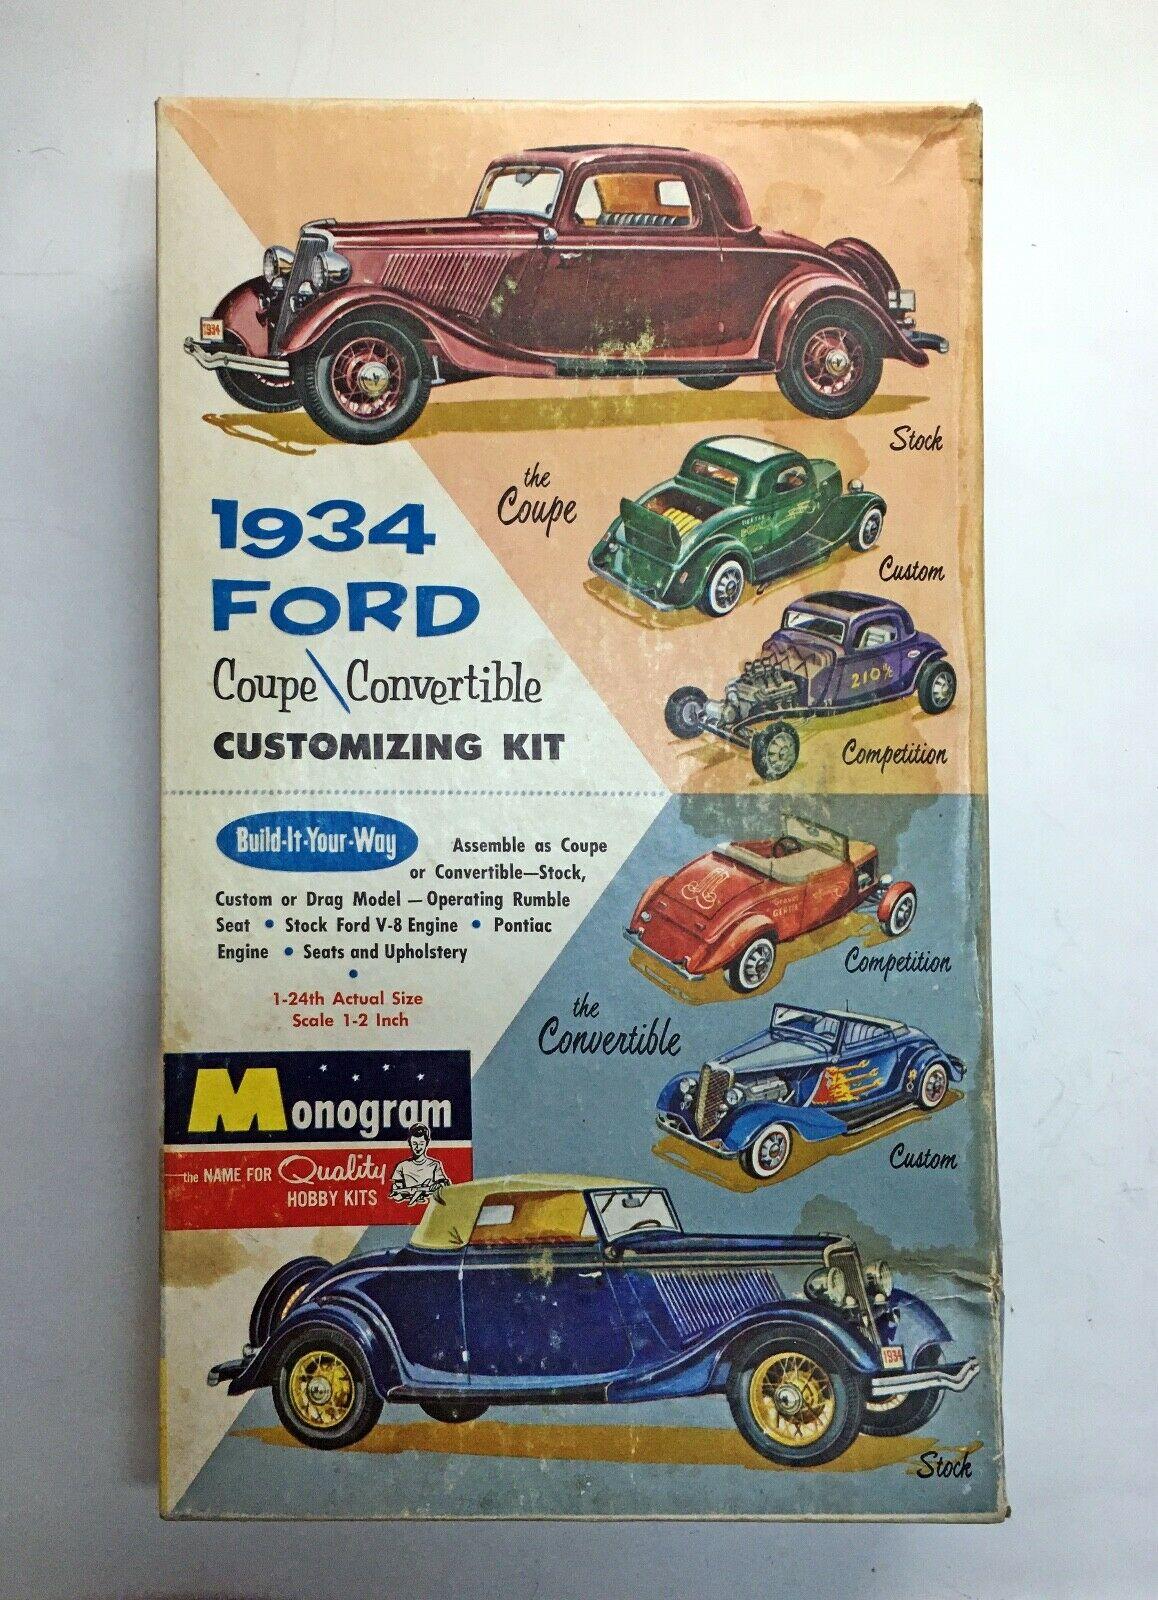 1934
Stock
the
Coupe
Custom
210 M/C
Competition
1934
FORD
Coupe\Convertible
CUSTOMIZING KIT
Build-It-Your-Way
Assemble as Coupe
or Convertible—Stock,
Custom or Drag Model — Operating Rumble
Seat • Stock Ford V-8 Engine • Pontiac
Engine • Seats and Upholstery
•
1-24th Actual Size
Scale 1-2 Inch
GERTIE
Competition
the
Convertible
Custom
Monogram
the NAME FOR Quality
HOBBY KITS
1934
Stock